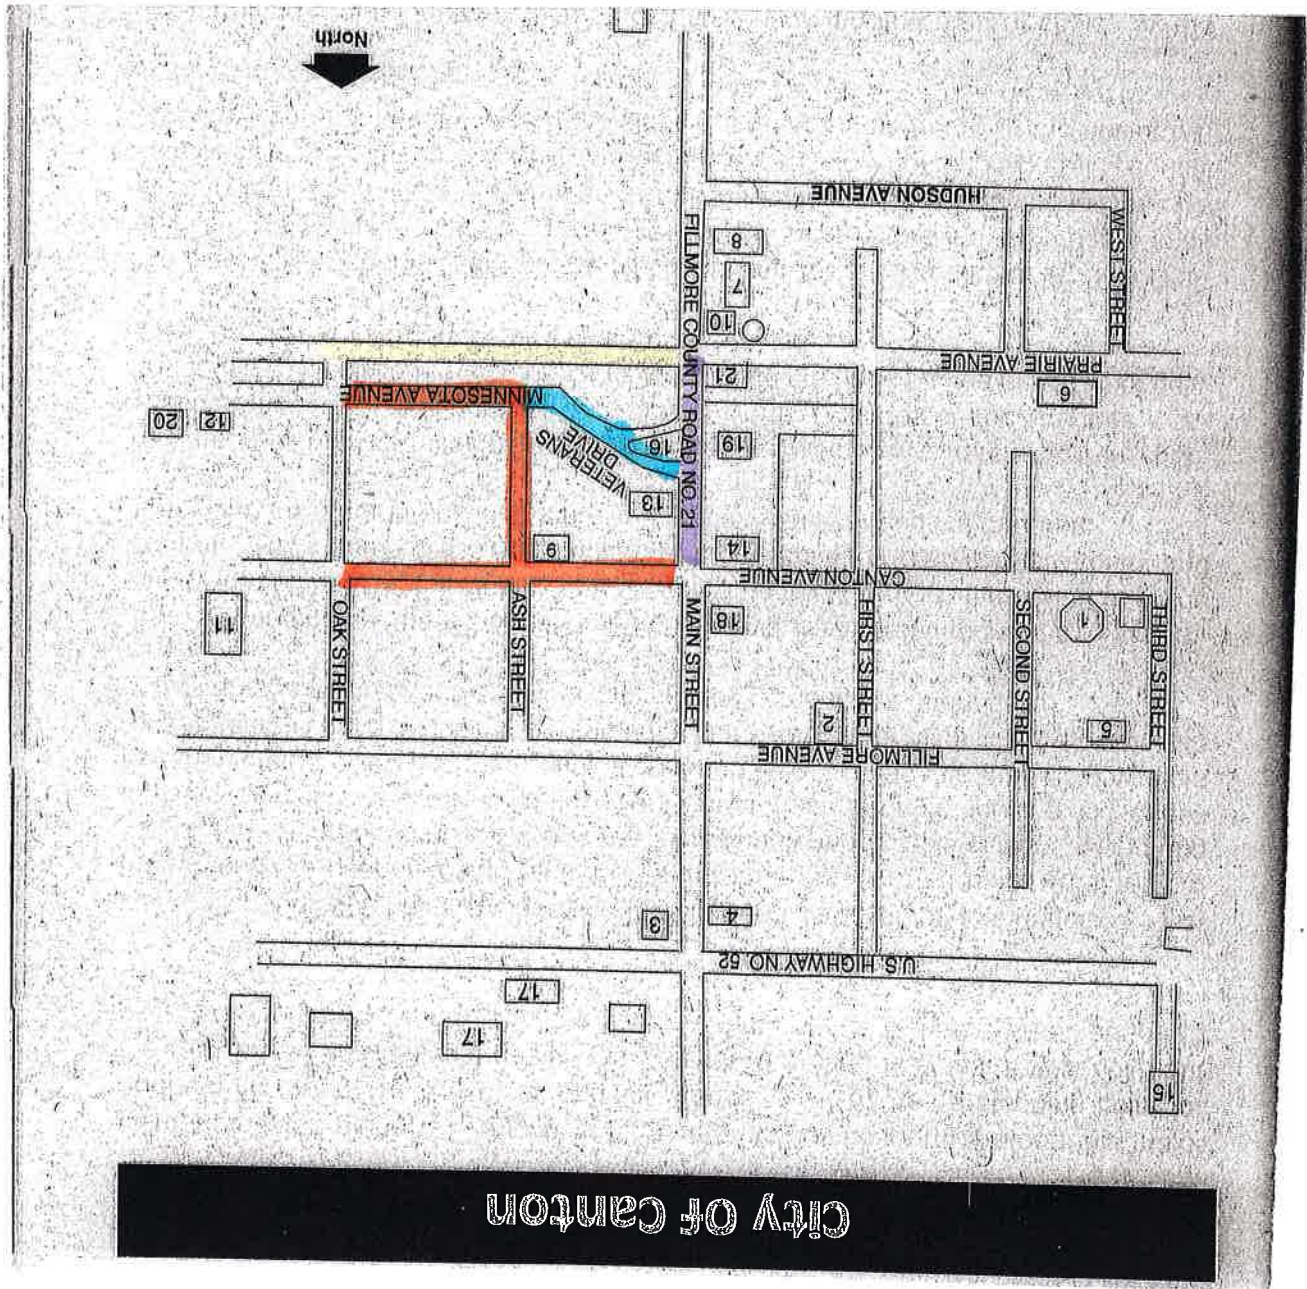 City Of Canton
15
17
17
U.S. HIGHWAY NO. 52
4
3
FILLMORE AVENUE
5
2
THIRD STREET
1
SECOND STREET
FIRST STREET
18
MAIN STREET
ASH STREET
OAK STREET
11
CANTON AVENUE
14
9
13
19
16
VETERANS
DRIVE
12
20
6
21
MINNESOTA AVENUE
PRAIRIE AVENUE
FILLMORE COUNTY ROAD NO. 21
10
7
8
WEST STREET
HUDSON AVENUE
North